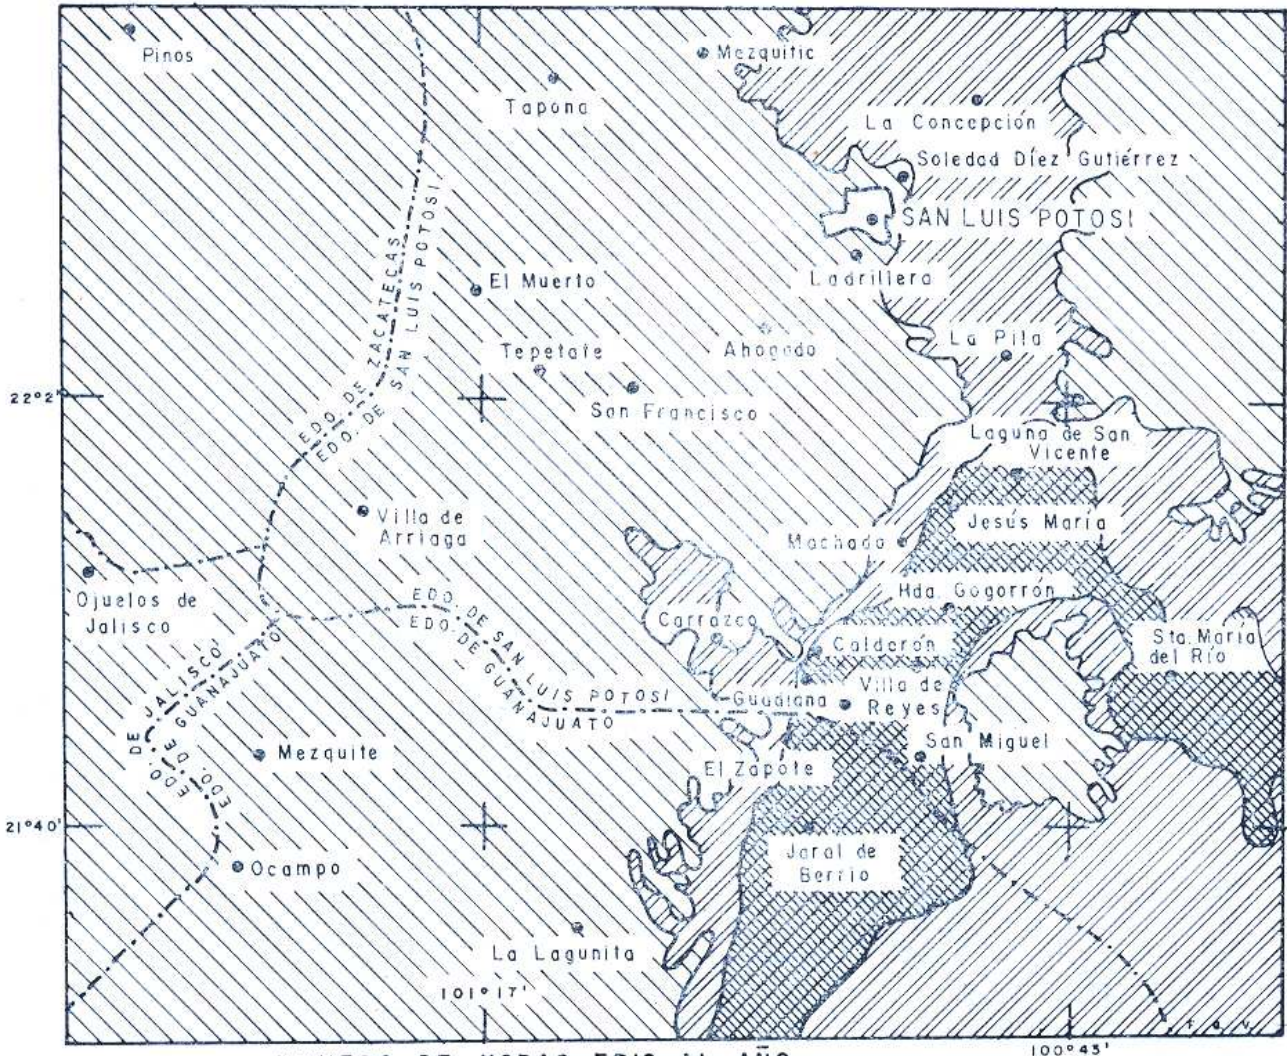 Pinos
Mezquitic
Tapona
La Concepción
Soledad Díez Gutiérrez
SAN LUIS POTOSI
Ladrillera
EDO. DE ZACATECAS
EDO. DE SAN LUIS POTOSI
El Muerto
Tepetate
Ahogado
La Pila
San Francisco
22°2'
Laguna de San
Vicente
Villa de
Arriaga
Jesús María
Machado
Ojuelos de
Jalisco
Hda. Gogorrón
EDO. DE SAN LUIS POTOSI
EDO. DE GUANAJUATO
Carrazco
Calderón
Sta. María
del Río
Guadiana
Villa de
Reyes
EDO. DE JALISCO
EDO. DE GUANAJUATO
Mezquite
San Miguel
El Zapote
21°40'
Jaral de
Berrio
Ocampo
La Lagunita
101°17'
100°43'